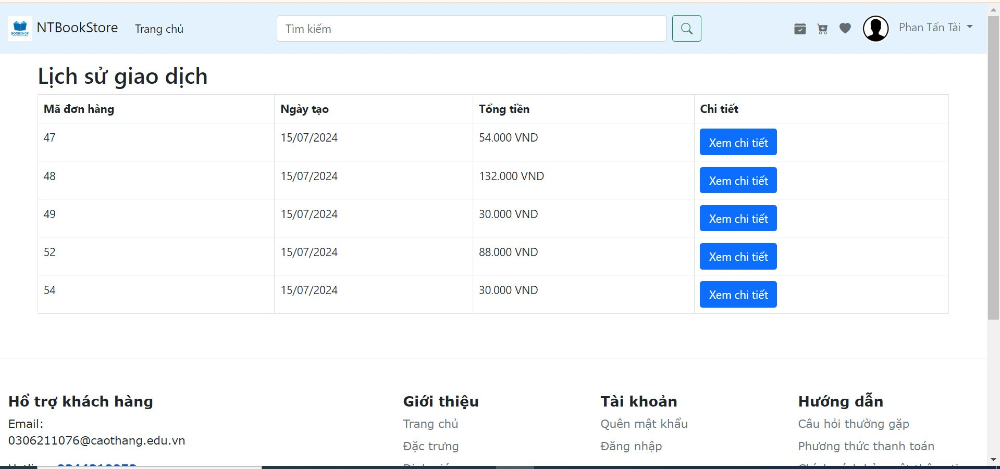 BOOKSHOP
NTBookStore
Trang chủ
Tìm kiếm
Phan Tấn Tài
Lịch sử giao dịch
Mã đơn hàng Ngày tạo Tổng tiền Chi tiết
47 15/07/2024 54.000 VND Xem chi tiết
48 15/07/2024 132.000 VND Xem chi tiết
49 15/07/2024 30.000 VND Xem chi tiết
52 15/07/2024 88.000 VND Xem chi tiết
54 15/07/2024 30.000 VND Xem chi tiết
Hổ trợ khách hàng
Email:
0306211076@caothang.edu.vn
Giới thiệu
Trang chủ
Đặc trưng
Tài khoản
Quên mật khẩu
Đăng nhập
Hướng dẫn
Câu hỏi thường gặp
Phương thức thanh toán